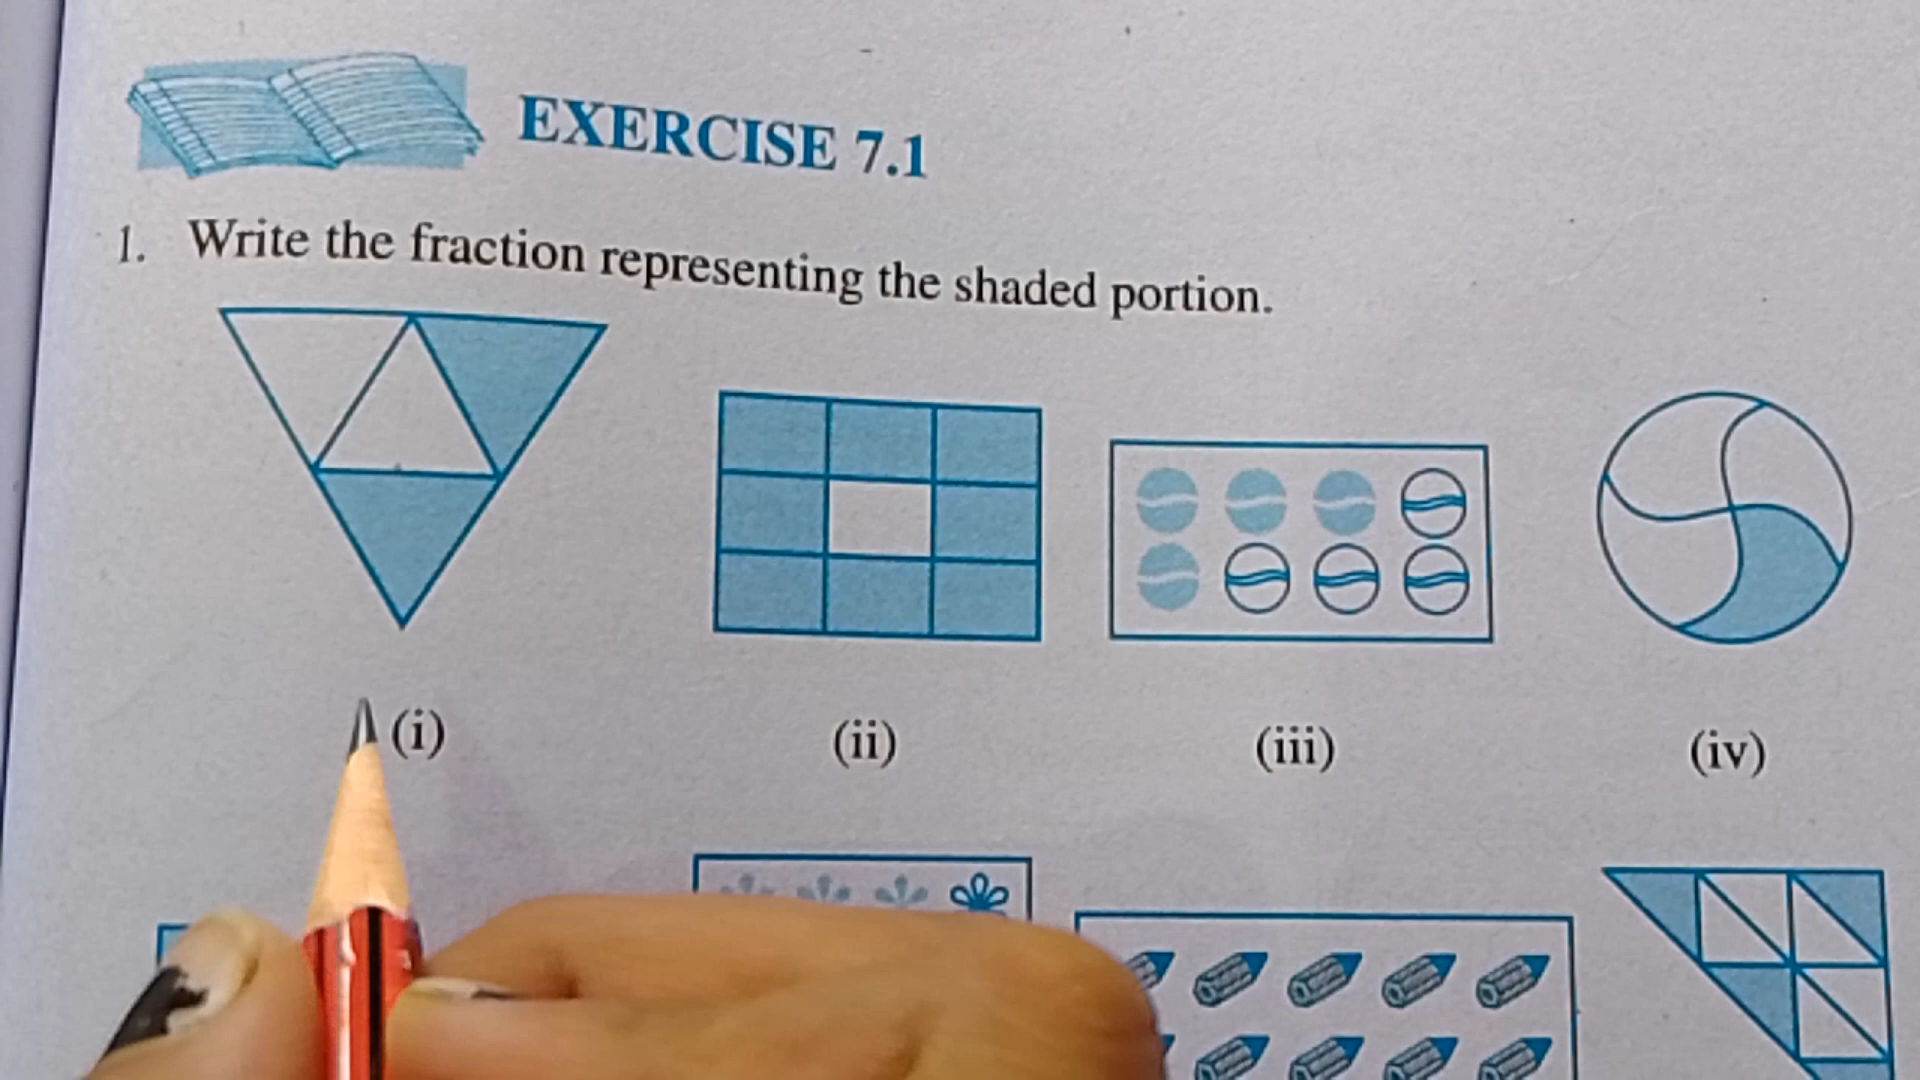 EXERCISE 7.1
1. Write the fraction representing the shaded portion.
(i) (ii) (iii) (iv)